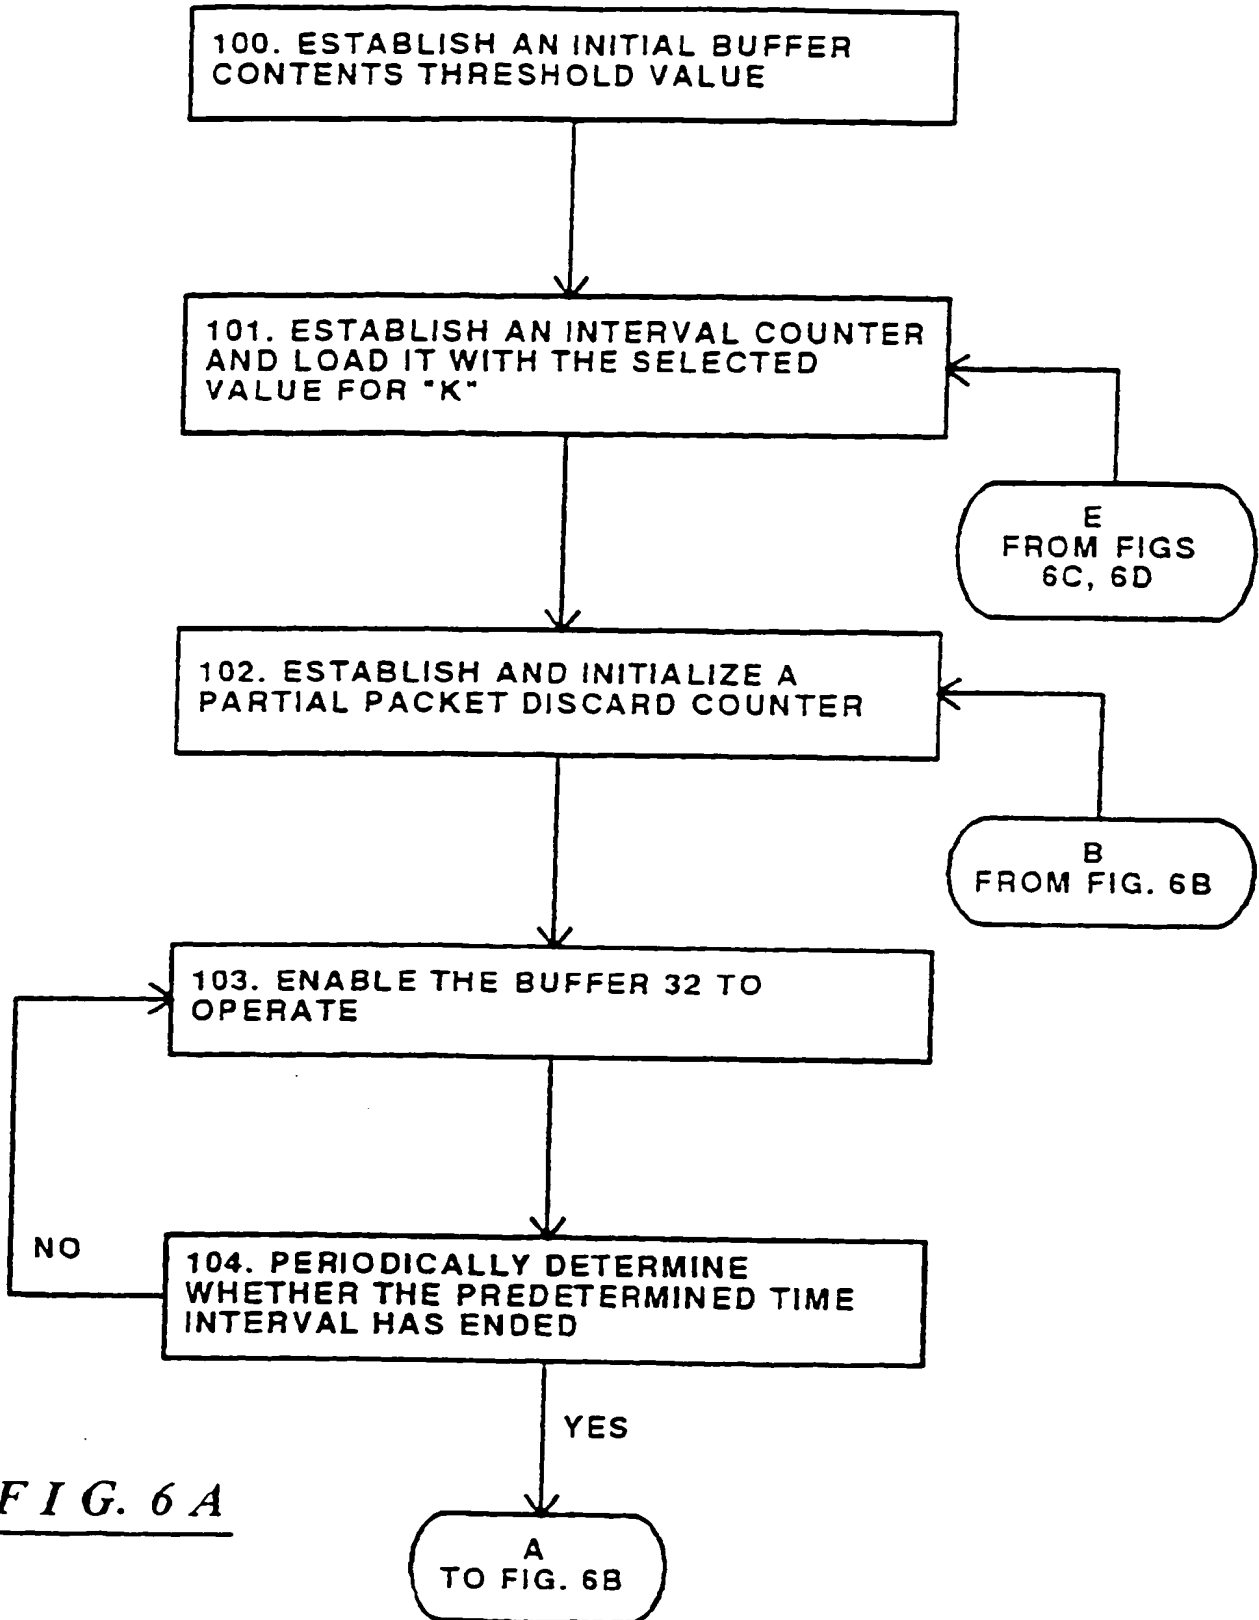 100. ESTABLISH AN INITIAL BUFFER
CONTENTS THRESHOLD VALUE
101. ESTABLISH AN INTERVAL COUNTER
AND LOAD IT WITH THE SELECTED
VALUE FOR "K"
E
FROM FIGS
6C, 6D
102. ESTABLISH AND INITIALIZE A
PARTIAL PACKET DISCARD COUNTER
B
FROM FIG. 6B
103. ENABLE THE BUFFER 32 TO
OPERATE
NO
104. PERIODICALLY DETERMINE
WHETHER THE PREDETERMINED TIME
INTERVAL HAS ENDED
YES
FIG. 6A
A
TO FIG. 6B